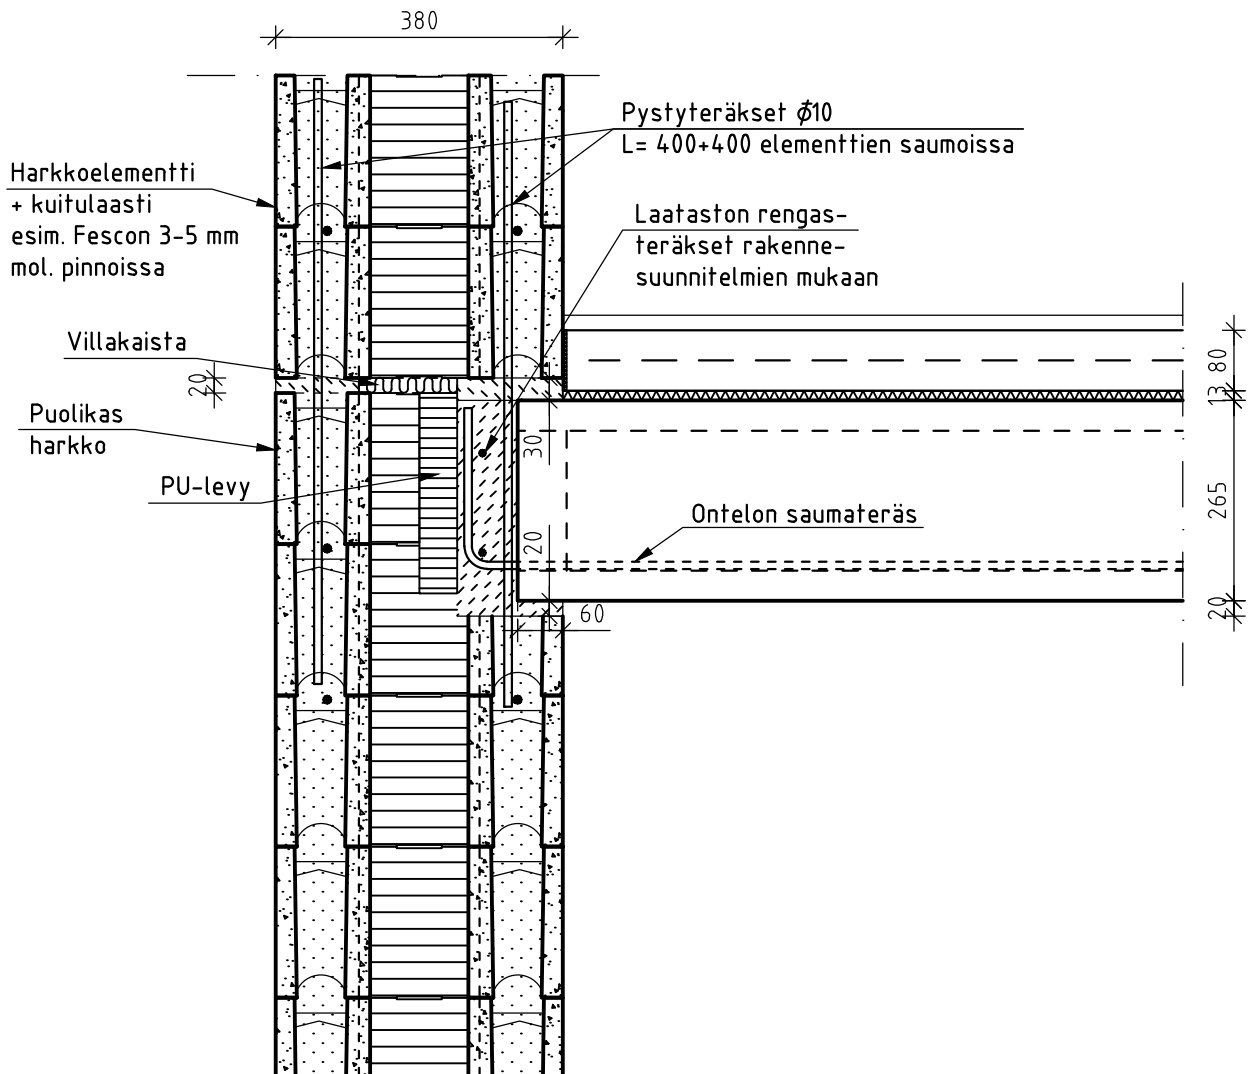 380
Pystyteräkset ϕ10
L= 400+400 elementtien saumoissa
Harkkoelementti
+ kuitulaasti
esim. Fescon 3-5 mm
mol. pinnoissa
Laataston rengas-
teräkset rakenne-
suunnitelmien mukaan
Villakaista
20
Puolikas
harkko
PU-levy
30
Ontelon saumateräs
20
60
80
13
265
20